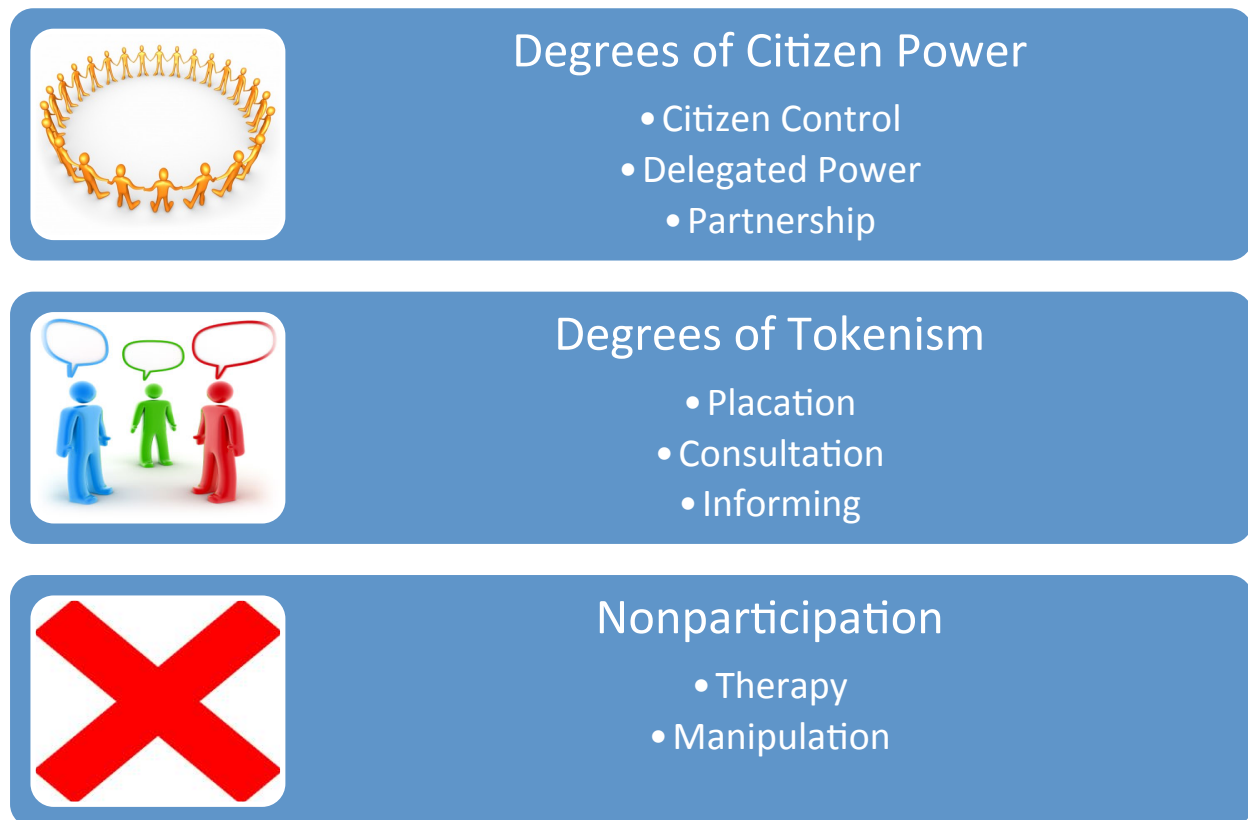 Degrees of Citizen Power
• Citizen Control
• Delegated Power
• Partnership
Degrees of Tokenism
• Placation
• Consultation
• Informing
Nonparticipation
• Therapy
• Manipulation